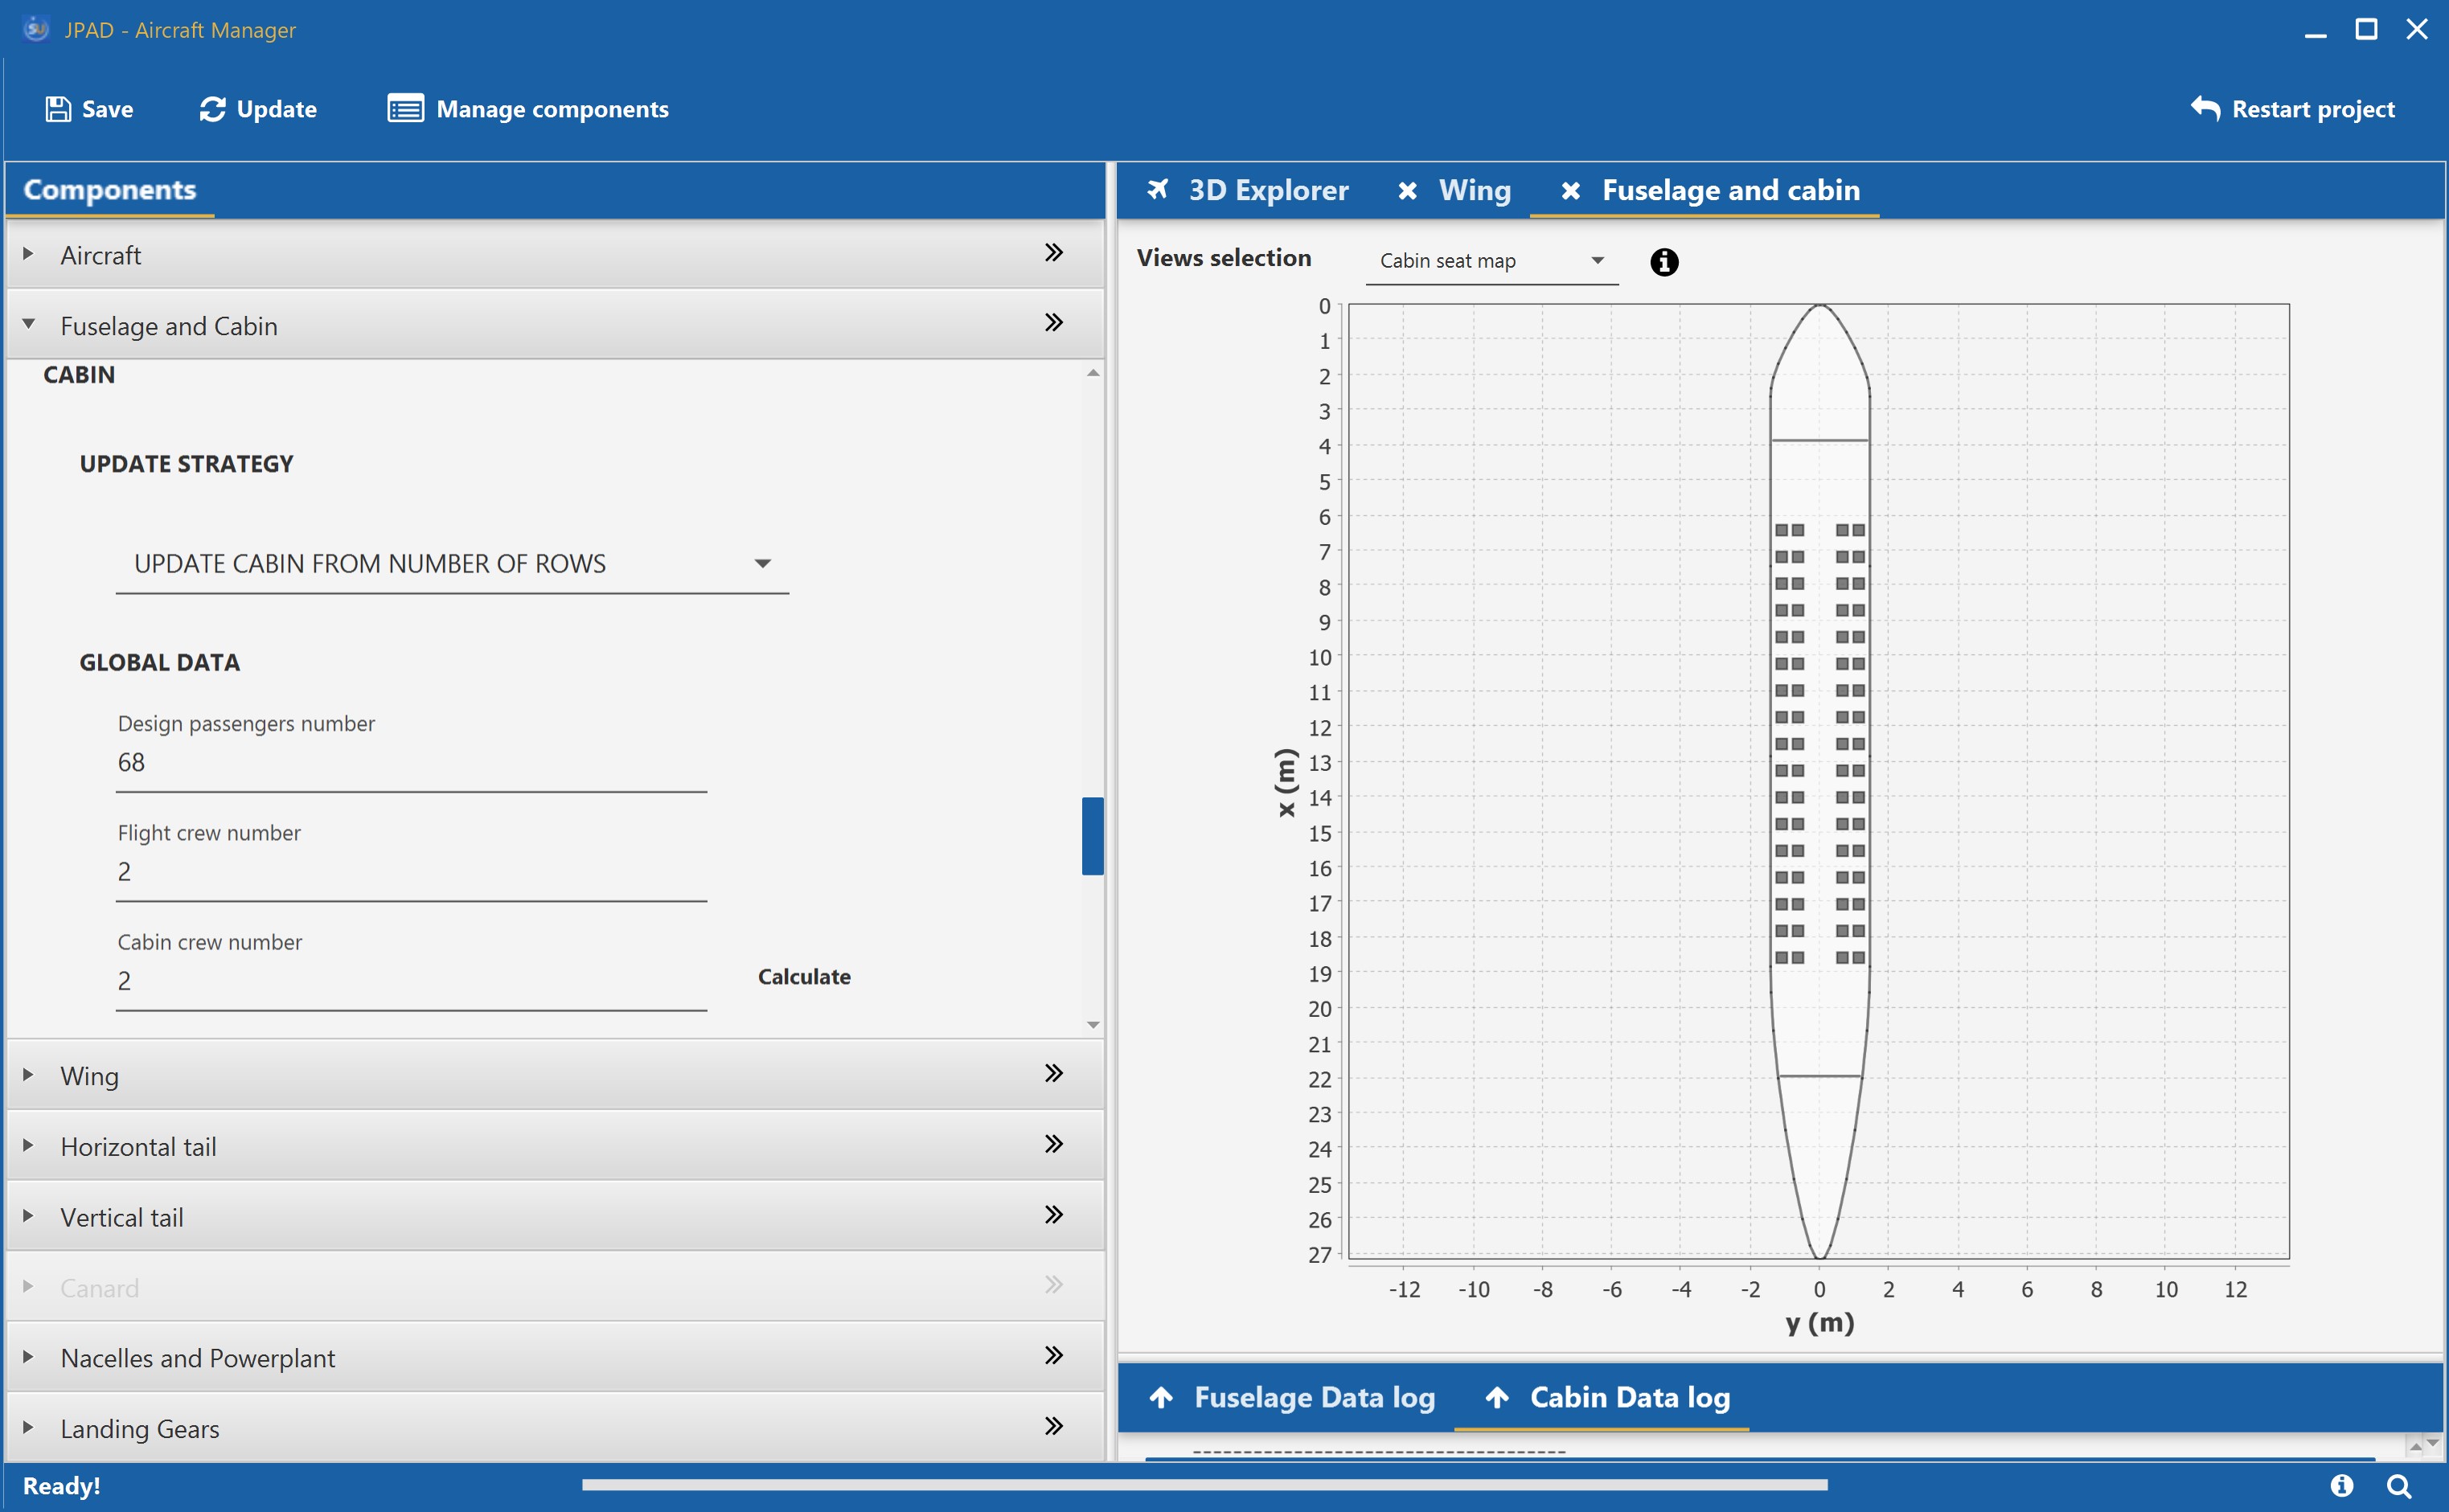 JPAD - Aircraft Manager
Save Update Manage components Restart project
Components
Aircraft
Fuselage and Cabin
CABIN
UPDATE STRATEGY
UPDATE CABIN FROM NUMBER OF ROWS
GLOBAL DATA
Design passengers number
68
Flight crew number
2
Cabin crew number
2
Calculate
Wing
Horizontal tail
Vertical tail
Canard
Nacelles and Powerplant
Landing Gears
3D Explorer Wing Fuselage and cabin
Views selection Cabin seat map
0
1
2
3
4
5
6
7
8
9
10
11
12
13
14
15
16
17
18
19
20
21
22
23
24
25
26
27
x (m)
-12 -10 -8 -6 -4 -2 0 2 4 6 8 10 12
y (m)
Fuselage Data log Cabin Data log
-------------------------------------
Ready!